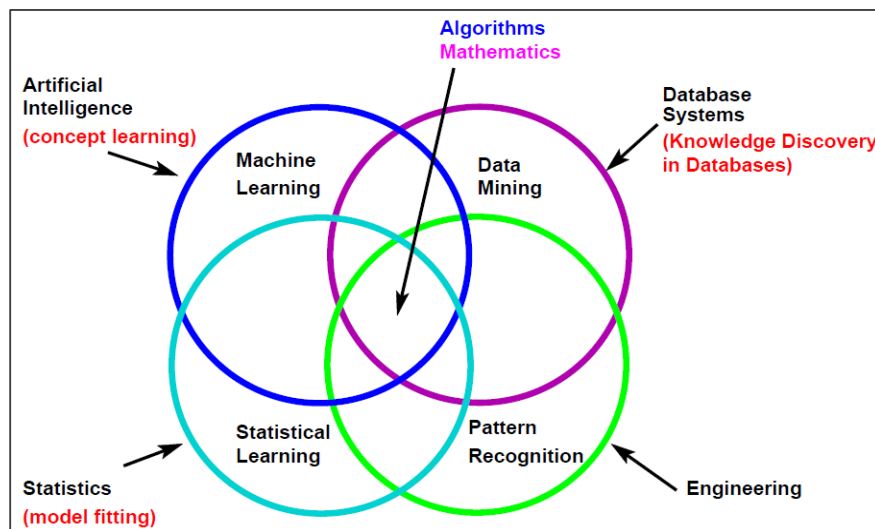 Algorithms
Mathematics
Artificial
Intelligence
(concept learning)
Database
Systems
(Knowledge Discovery
in Databases)
Machine
Learning
Data
Mining
Statistical
Learning
Pattern
Recognition
Statistics
(model fitting)
Engineering